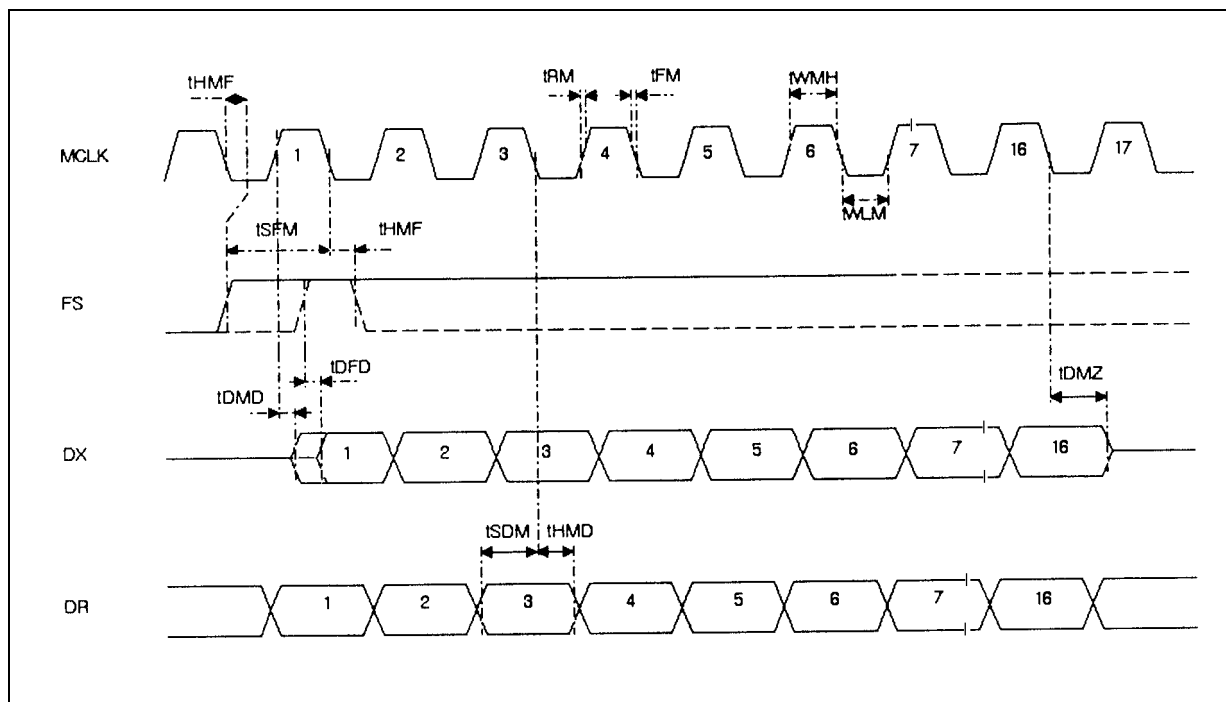 tHMF
tRM tFM tWMH
MCLK 1 2 3 4 5 6 7 16 17
tWLM
tSFM tHMF
FS
tDFD
tDMD
tDMZ
DX 1 2 3 4 5 6 7 16
tSDM tHMD
DR 1 2 3 4 5 6 7 16